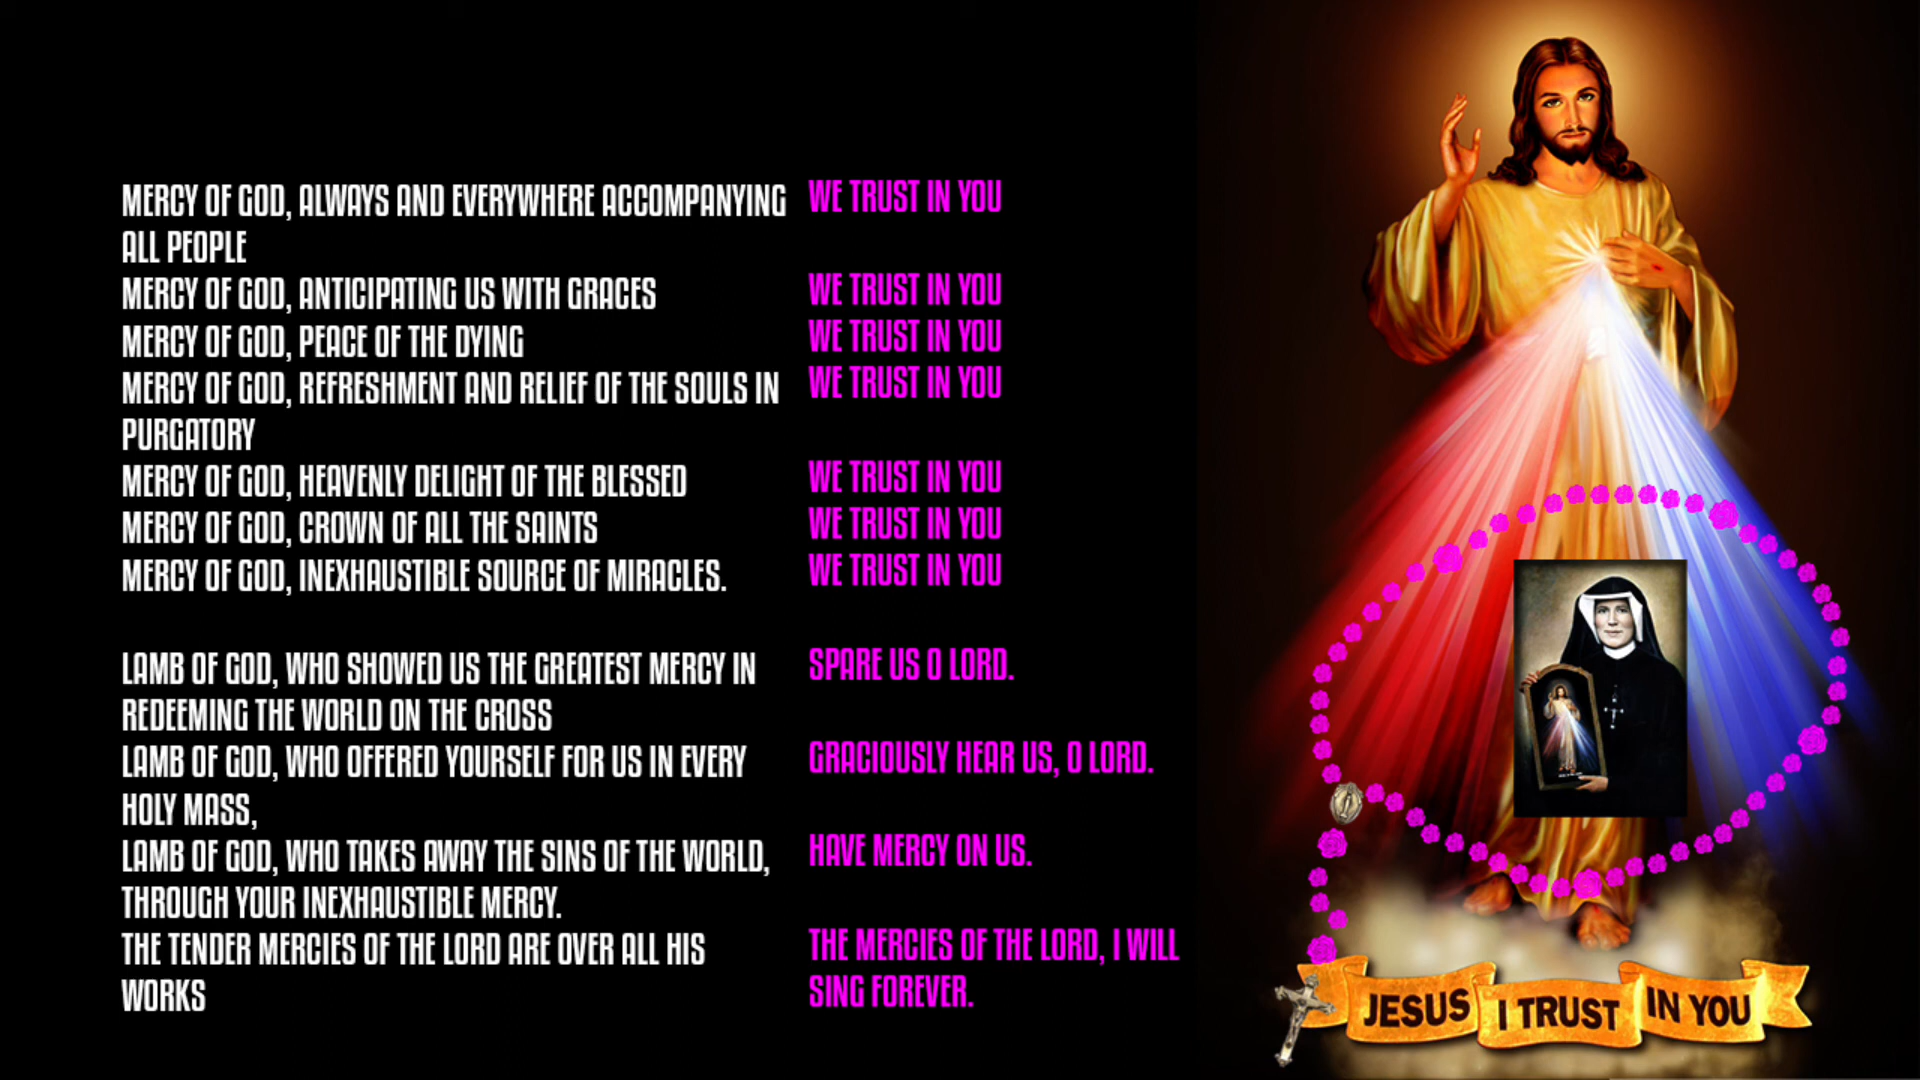 MERCY OF GOD, ALWAYS AND EVERYWHERE ACCOMPANYING WE TRUST IN YOU
ALL PEOPLE
MERCY OF GOD, ANTICIPATING US WITH GRACES WE TRUST IN YOU
MERCY OF GOD, PEACE OF THE DYING WE TRUST IN YOU
MERCY OF GOD, REFRESHMENT AND RELIEF OF THE SOULS IN WE TRUST IN YOU
PURGATORY
MERCY OF GOD, HEAVENLY DELIGHT OF THE BLESSED WE TRUST IN YOU
MERCY OF GOD, CROWN OF ALL THE SAINTS WE TRUST IN YOU
MERCY OF GOD, INEXHAUSTIBLE SOURCE OF MIRACLES. WE TRUST IN YOU
LAMB OF GOD, WHO SHOWED US THE GREATEST MERCY IN SPARE US O LORD.
REDEEMING THE WORLD ON THE CROSS
LAMB OF GOD, WHO OFFERED YOURSELF FOR US IN EVERY GRACIOUSLY HEAR US, O LORD.
HOLY MASS,
LAMB OF GOD, WHO TAKES AWAY THE SINS OF THE WORLD, HAVE MERCY ON US.
THROUGH YOUR INEXHAUSTIBLE MERCY.
THE TENDER MERCIES OF THE LORD ARE OVER ALL HIS THE MERCIES OF THE LORD, I WILL
WORKS SING FOREVER.
JESUS I TRUST IN YOU